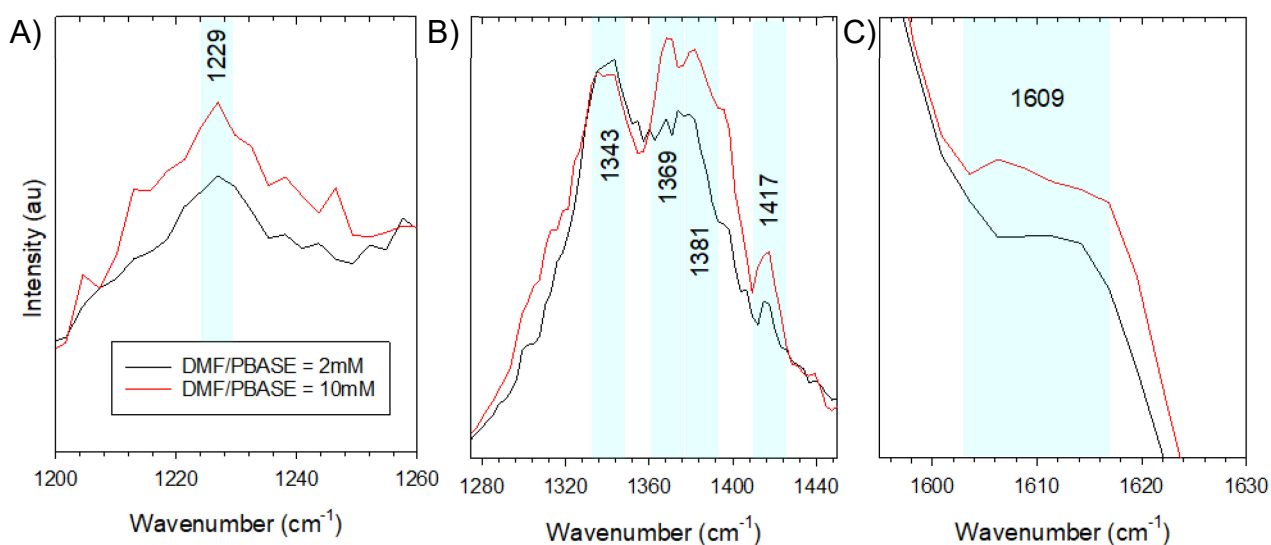 A)
B)
C)
Intensity (au)
1229
1343
1369
1381
1417
1609
DMF/PBASE = 2mM
DMF/PBASE = 10mM
1200 1220 1240 1260
1280 1320 1360 1400 1440
1600 1610 1620 1630
Wavenumber (cm⁻¹)
Wavenumber (cm⁻¹)
Wavenumber (cm⁻¹)